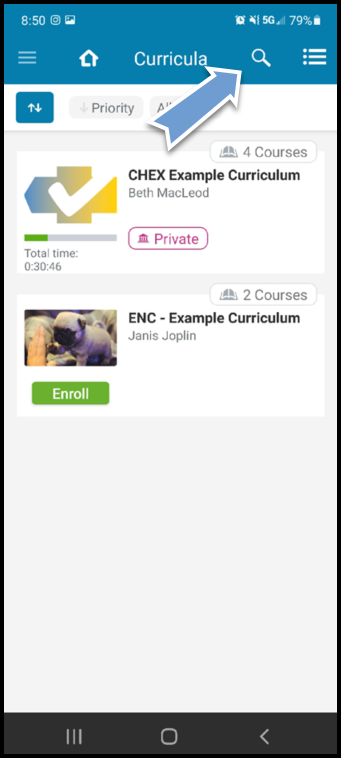 8:50 5G 79%
Curricula
Priority
4 Courses
CHEX Example Curriculum
Beth MacLeod
Private
Total time:
0:30:46
2 Courses
ENC - Example Curriculum
Janis Joplin
Enroll